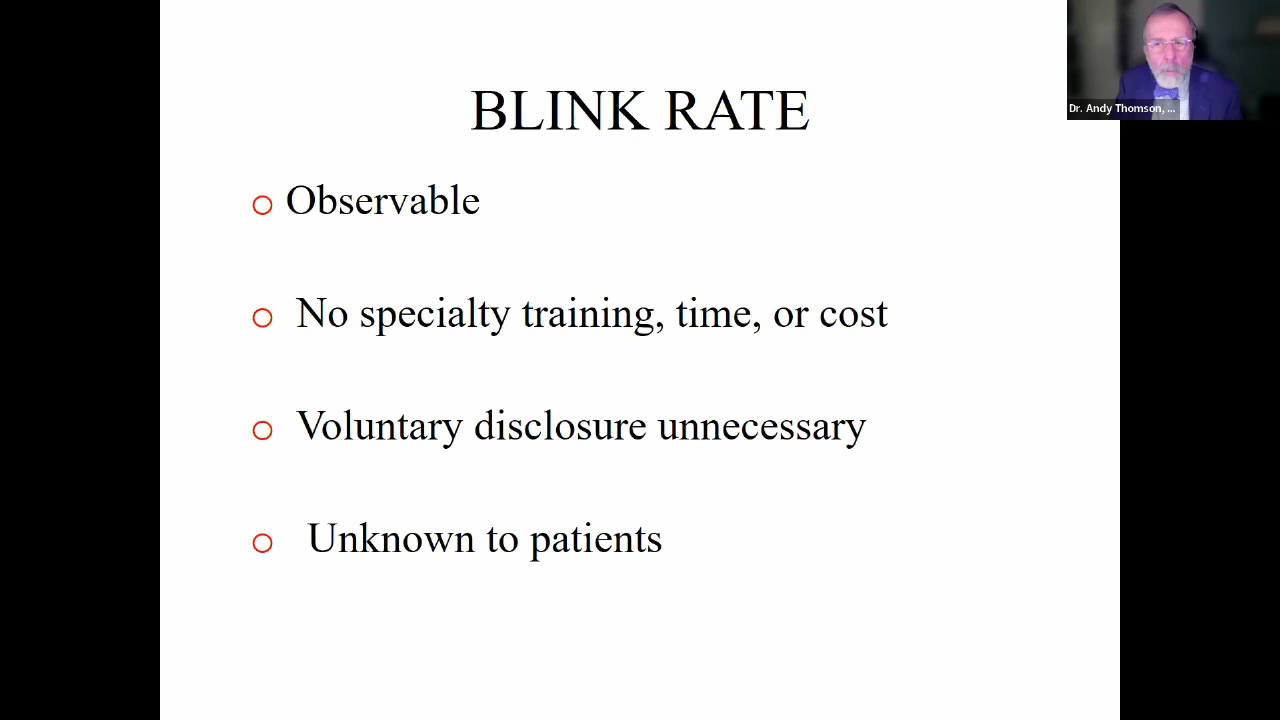 Dr. Andy Thomson, ...
BLINK RATE
Observable
No specialty training, time, or cost
Voluntary disclosure unnecessary
Unknown to patients